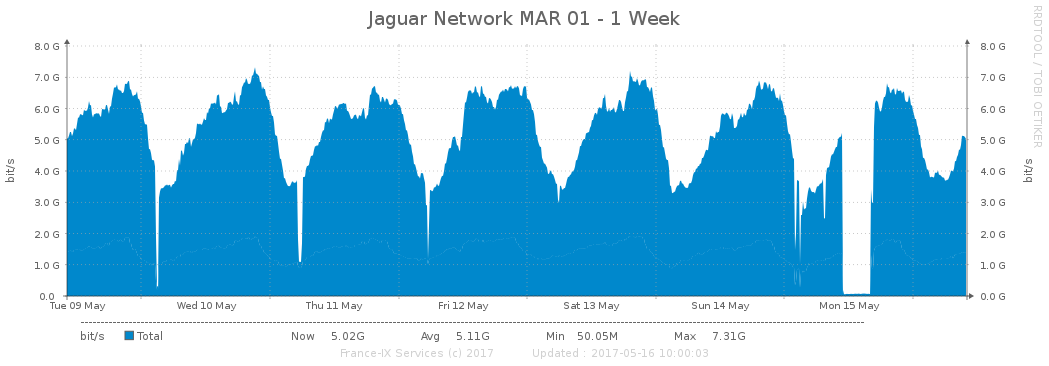 Jaguar Network MAR 01 - 1 Week
RRDTOOL / TOBI OETIKER
bit/s
8.0 G 8.0 G
7.0 G 7.0 G
6.0 G 6.0 G
5.0 G 5.0 G
4.0 G 4.0 G
3.0 G 3.0 G
2.0 G 2.0 G
1.0 G 1.0 G
0.0 0.0 G
bit/s
Tue 09 May Wed 10 May Thu 11 May Fri 12 May Sat 13 May Sun 14 May Mon 15 May
bit/s Total Now 5.02G Avg 5.11G Min 50.05M Max 7.31G
France-IX Services (c) 2017 Updated : 2017-05-16 10:00:03